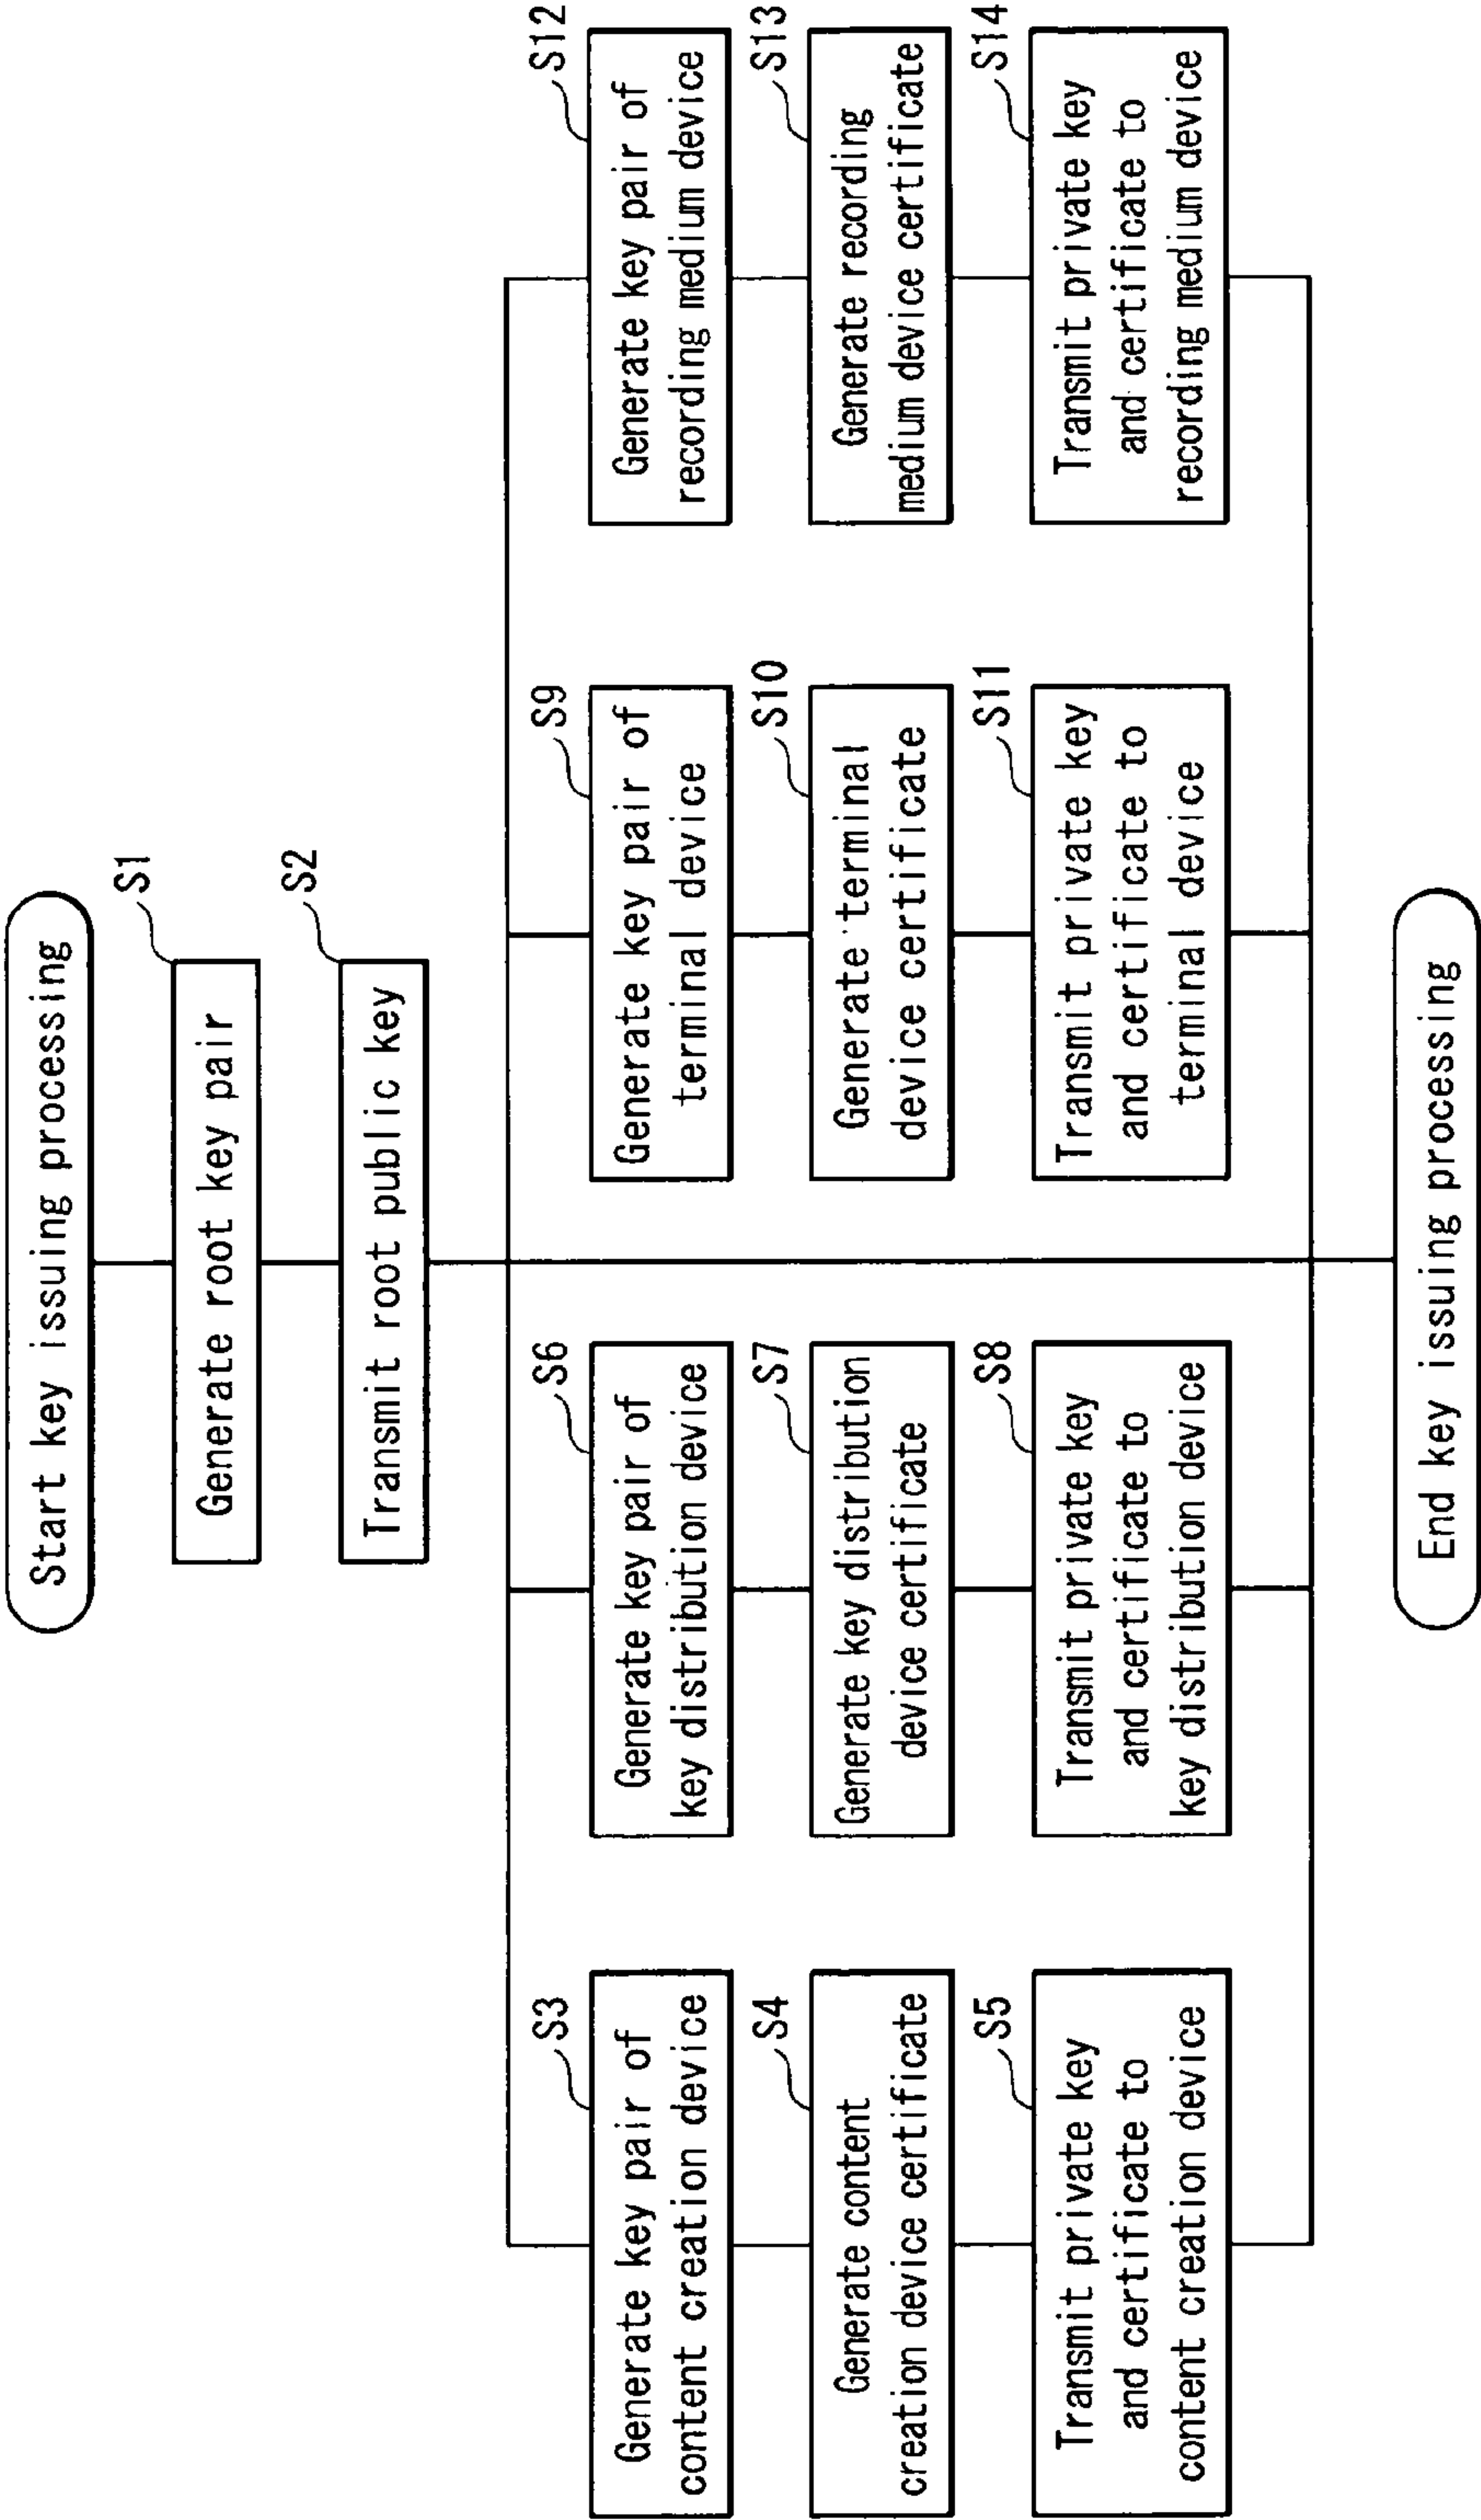 Start key issuing processing
S1
Generate root key pair
S2
Transmit root public key
S3
Generate key pair of
content creation device
S4
Generate content
creation device certificate
S5
Transmit private key
and certificate to
content creation device
S6
Generate key pair of
key distribution device
S7
Generate key distribution
device certificate
S8
Transmit private key
and certificate to
key distribution device
S9
Generate key pair of
terminal device
S10
Generate terminal
device certificate
S11
Transmit private key
and certificate to
terminal device
S12
Generate key pair of
recording medium device
S13
Generate recording
medium device certificate
S14
Transmit private key
and certificate to
recording medium device
End key issuing processing